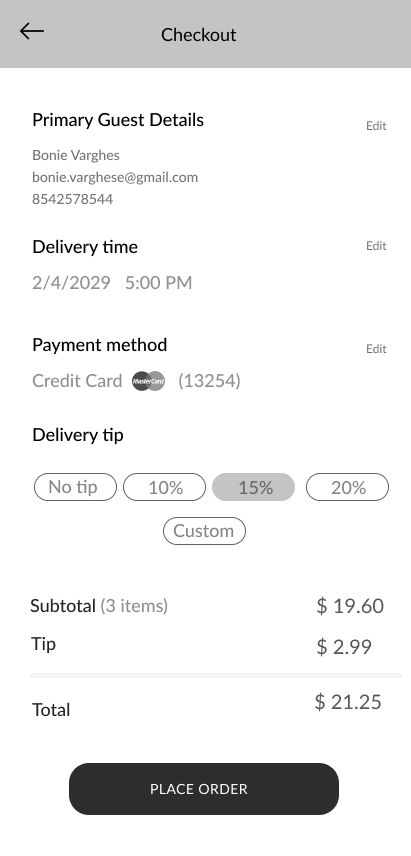 Checkout
Primary Guest Details
Edit
Bonie Varghes
bonie.varghese@gmail.com
8542578544
Delivery time
Edit
2/4/2029 5:00 PM
Payment method
Edit
Credit Card MasterCard (13254)
Delivery tip
No tip 10% 15% 20%
Custom
Subtotal (3 items) $ 19.60
Tip $ 2.99
Total $ 21.25
PLACE ORDER